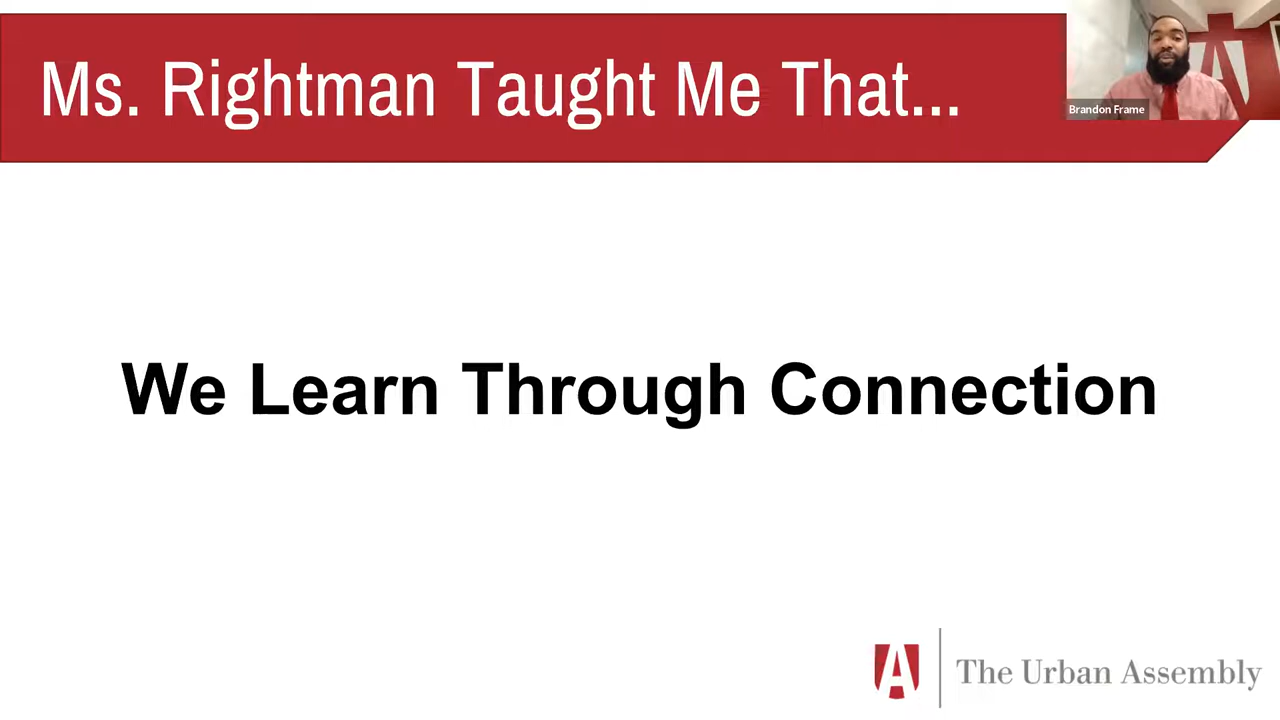 Ms. Rightman Taught Me That...
Brandon Frame
We Learn Through Connection
The Urban Assembly